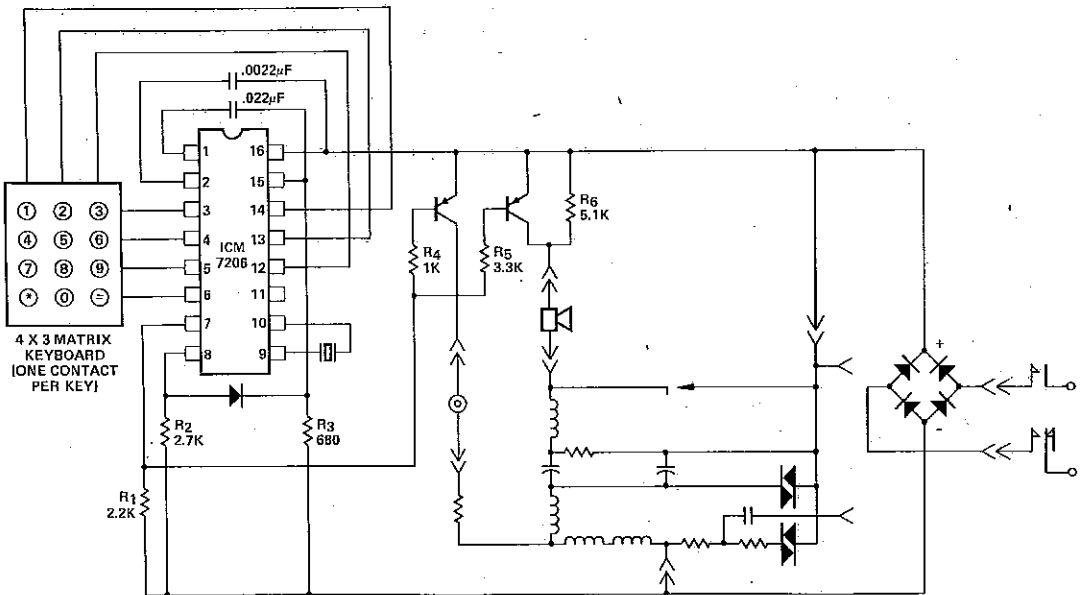 .0022µF
.022µF
1 16
2 15
3 14
4 13
5 12
6 11
7 10
8 9
ICM
7206
1 2 3
4 5 6
7 8 9
* 0 =
4 X 3 MATRIX
KEYBOARD
(ONE CONTACT
PER KEY)
R4
1K
R5
3.3K
R6
5.1K
R2
2.7K
R3
680
R1
2.2K
+
-